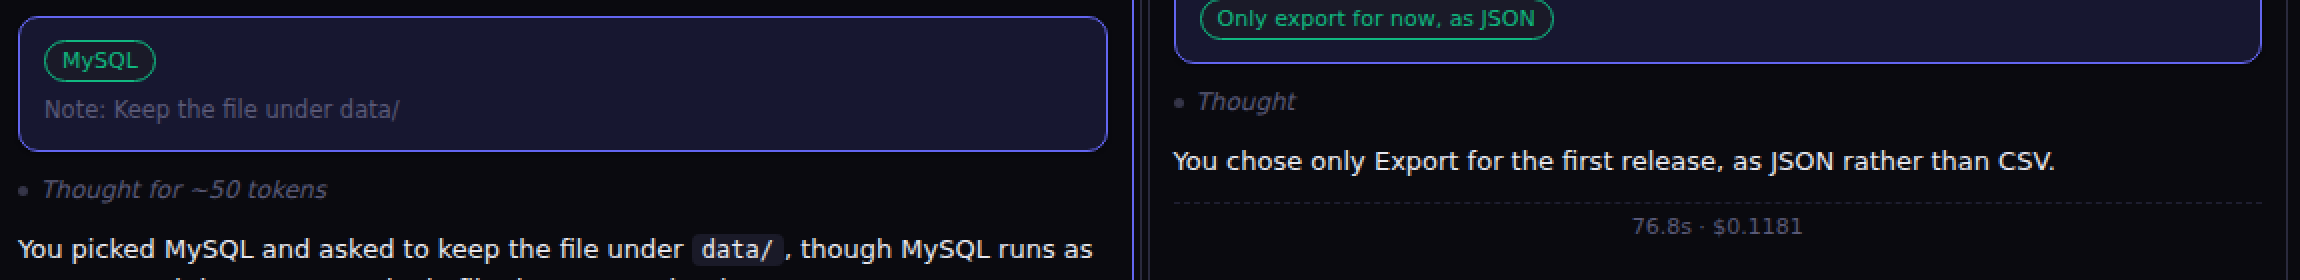 MySQL
Note: Keep the file under data/
Thought for ~50 tokens
You picked MySQL and asked to keep the file under data/, though MySQL runs as
Only export for now, as JSON
Thought
You chose only Export for the first release, as JSON rather than CSV.
76.8s · $0.1181